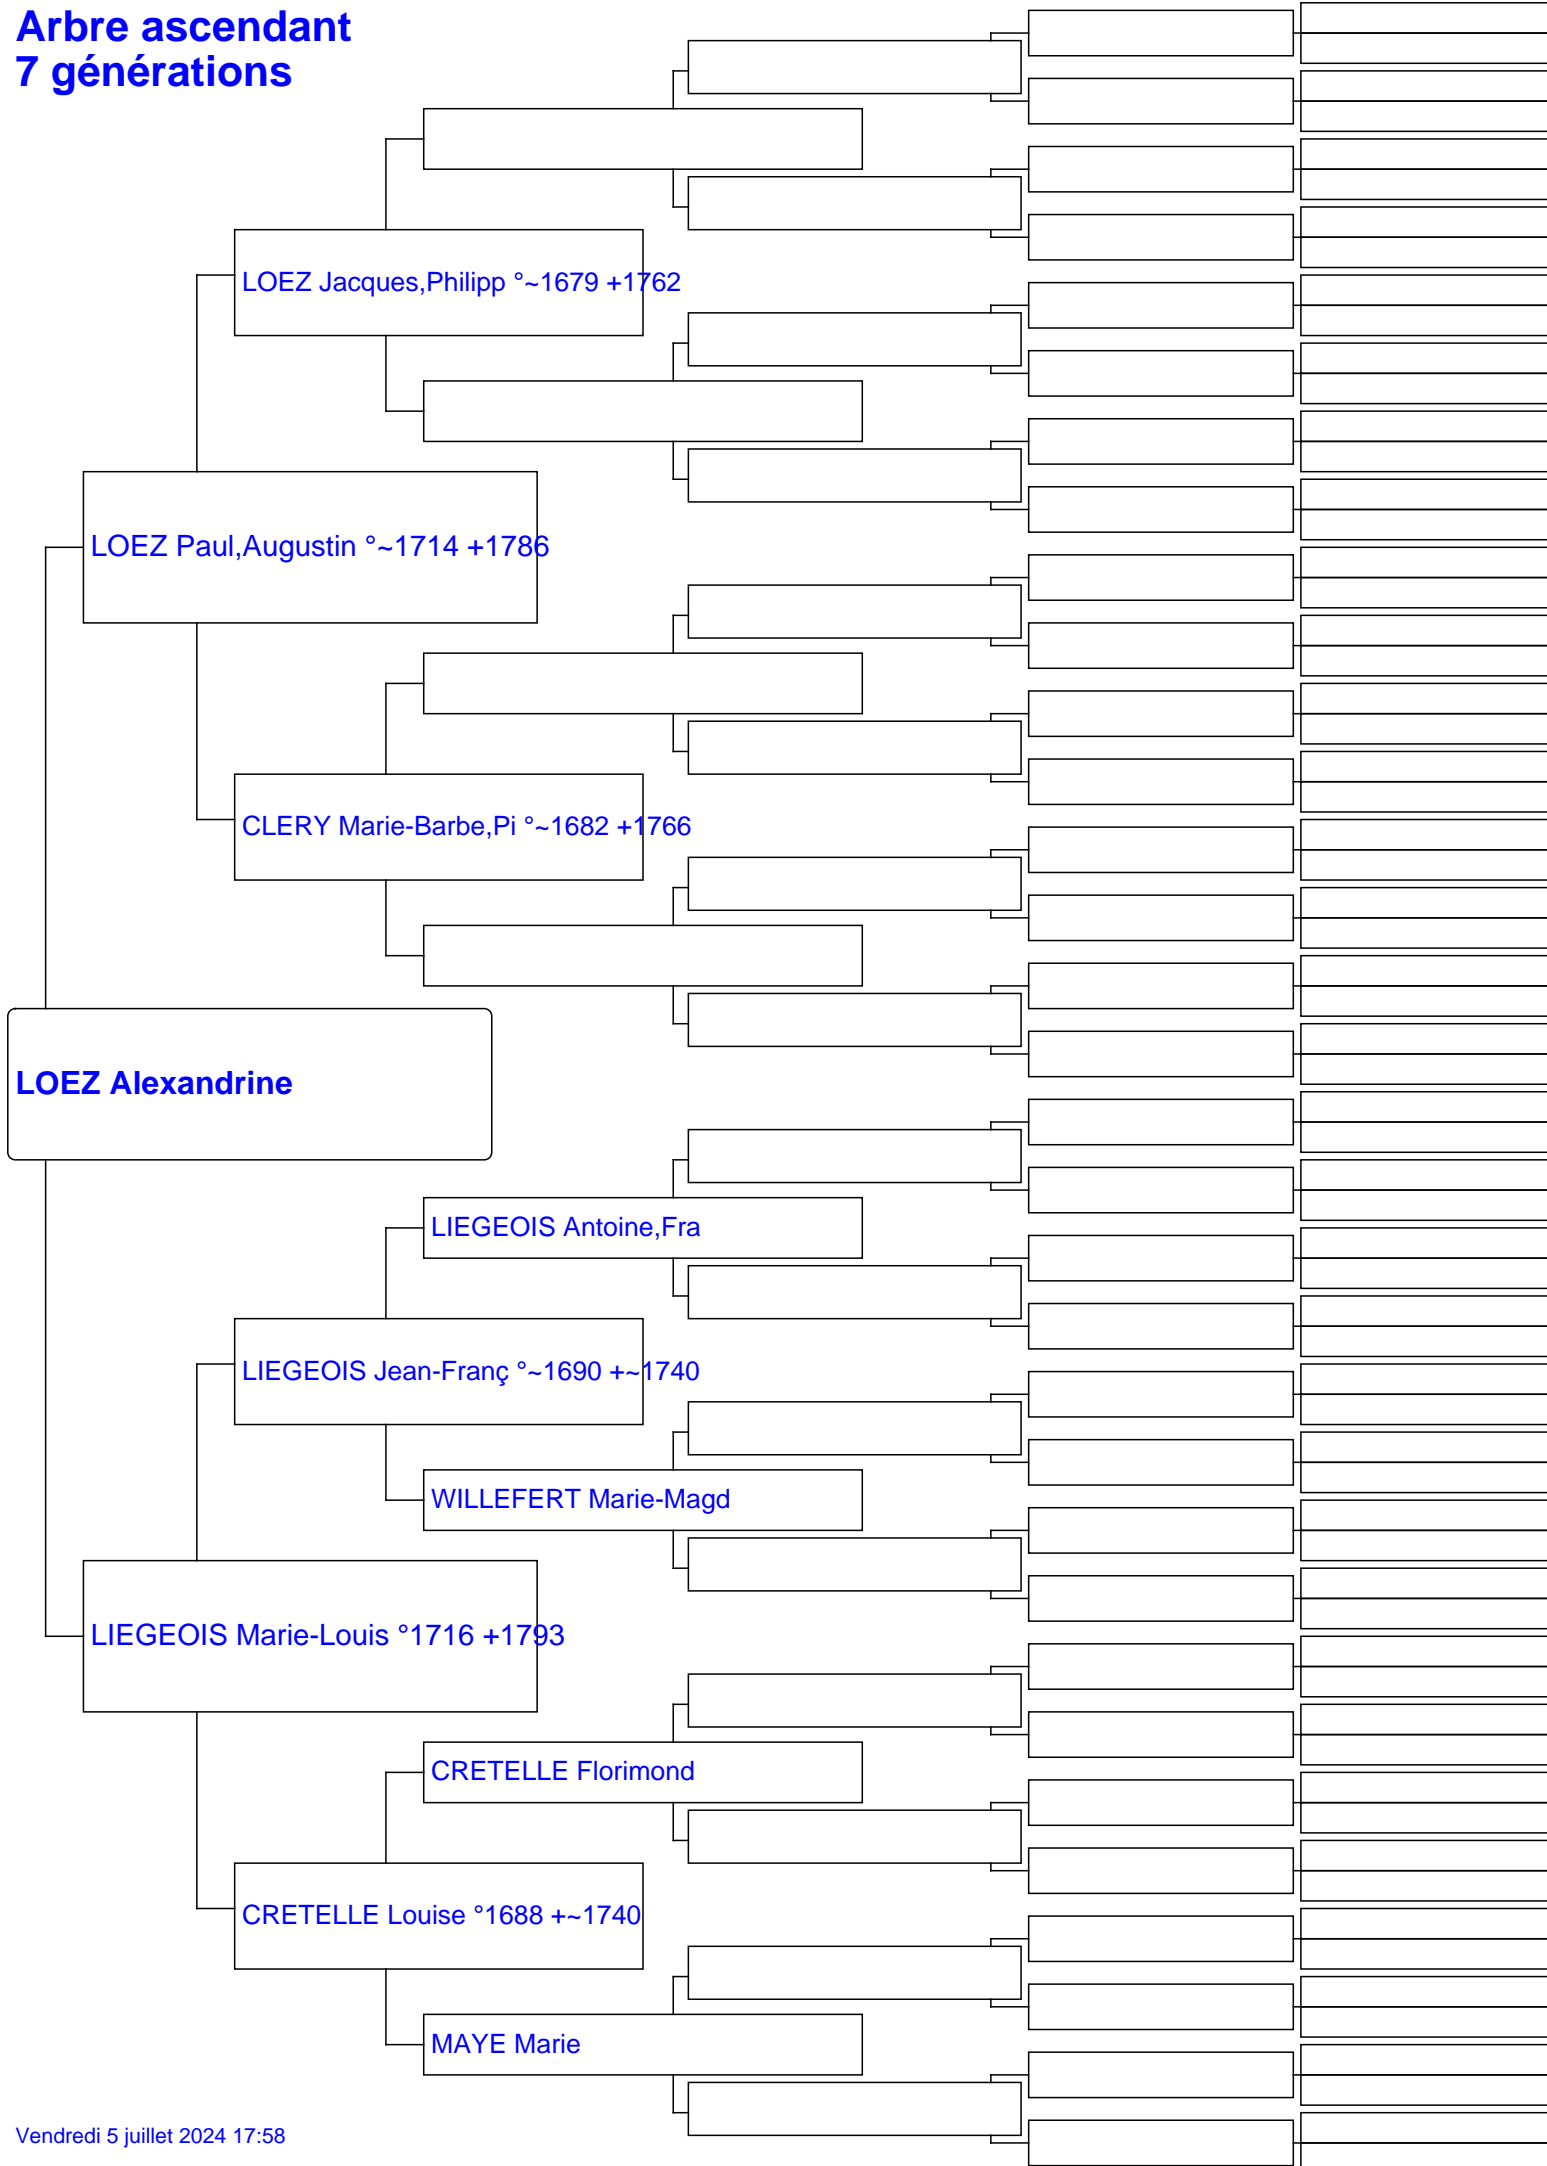 Arbre ascendant
7 générations
LOEZ Jacques,Philipp °~1679 +1762
LOEZ Paul,Augustin °~1714 +1786
CLERY Marie-Barbe,Pi °~1682 +1766
LOEZ Alexandrine
LIEGEOIS Antoine,Fra
LIEGEOIS Jean-Franç °~1690 +~1740
WILLEFERT Marie-Magd
LIEGEOIS Marie-Louis °1716 +1793
CRETELLE Florimond
CRETELLE Louise °1688 +~1740
MAYE Marie
Vendredi 5 juillet 2024 17:58